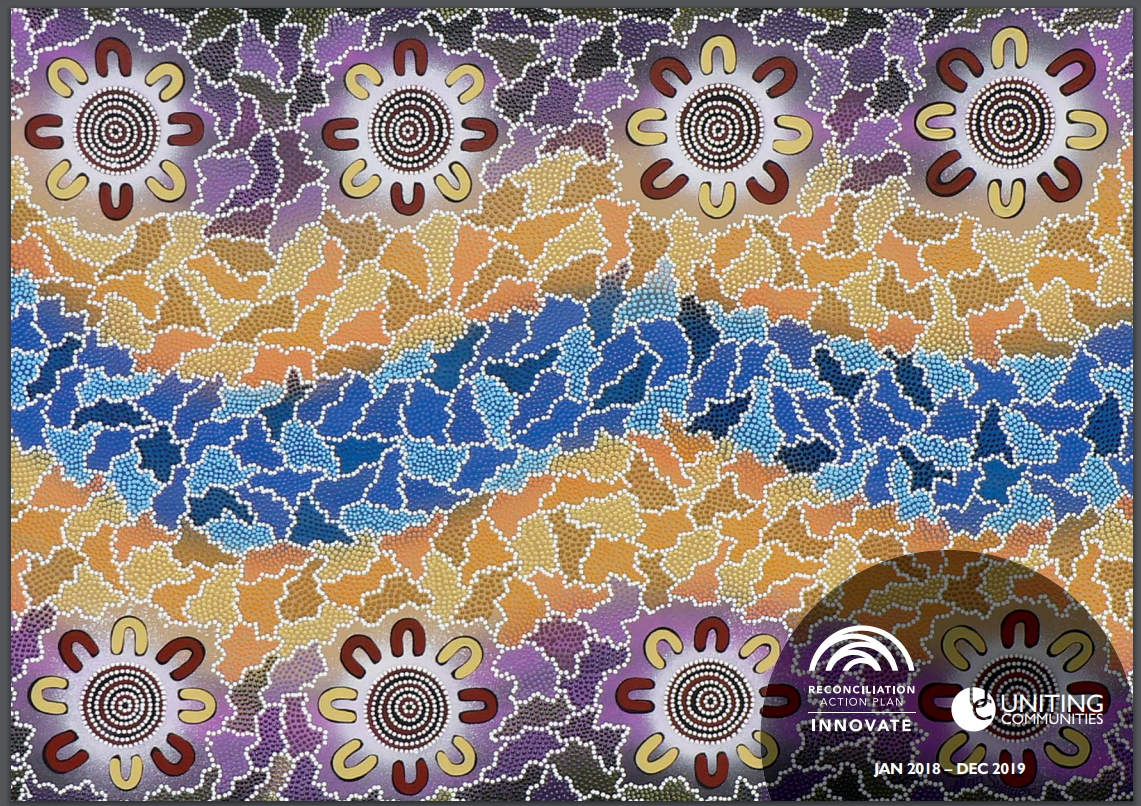 RECONCILIATION
ACTION PLAN
INNOVATE
UNITING
COMMUNITIES
JAN 2018 – DEC 2019